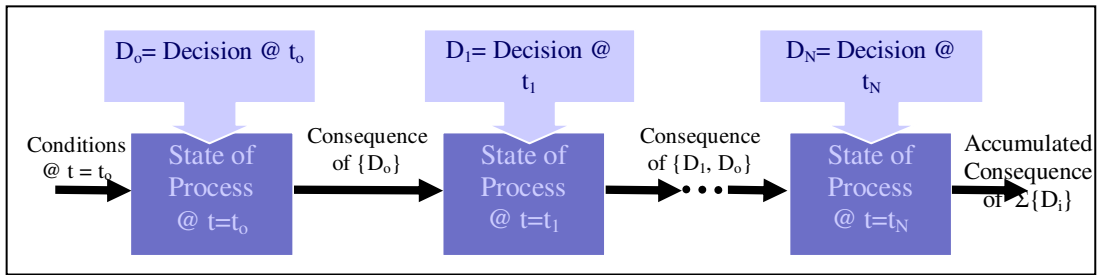 Dₒ= Decision @ tₒ
D₁= Decision @
t₁
D_N= Decision @
t_N
Conditions
@ t = tₒ
State of
Process
@ t=tₒ
Consequence
of {Dₒ}
State of
Process
@ t=t₁
Consequence
of {D₁, Dₒ}
• • •
State of
Process
@ t=t_N
Accumulated
Consequence
of Σ{Dᵢ}